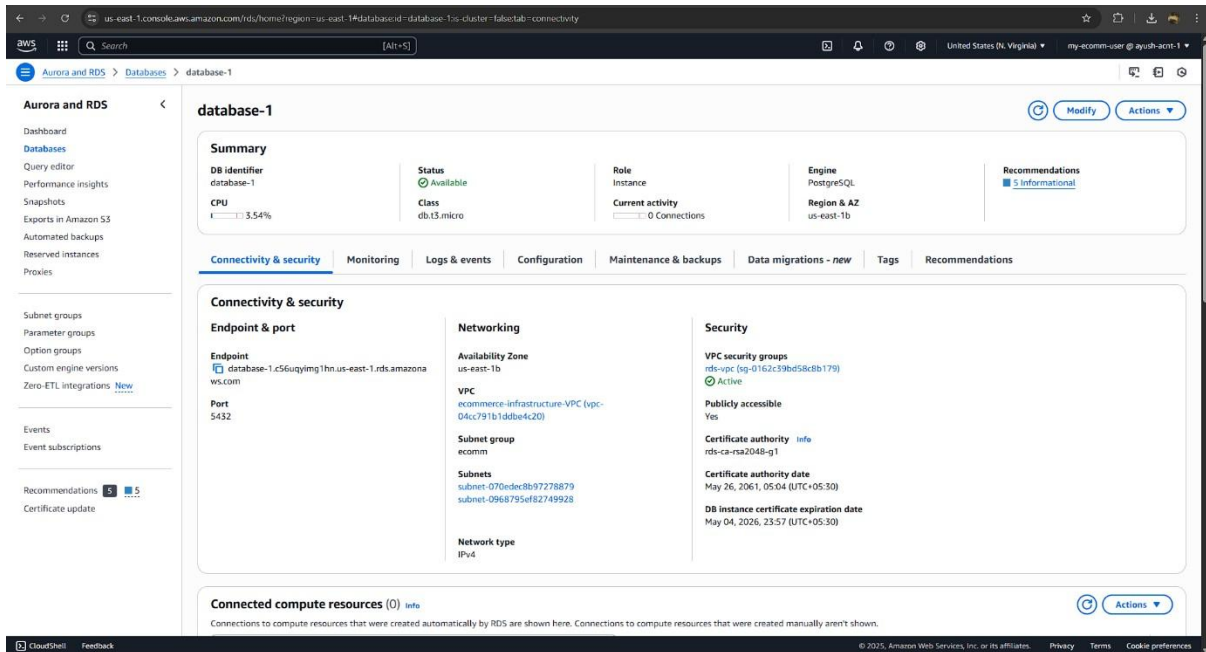 us-east-1.console.aws.amazon.com/rds/home?region=us-east-1#database:id=database-1;is-cluster=false;tab=connectivity
aws
Search [Alt+S]
United States (N. Virginia) ▼
my-ecomm-user @ ayush-acnt-1 ▼
Aurora and RDS > Databases > database-1
Aurora and RDS
Dashboard
Databases
Query editor
Performance insights
Snapshots
Exports in Amazon S3
Automated backups
Reserved instances
Proxies
Subnet groups
Parameter groups
Option groups
Custom engine versions
Zero-ETL integrations New
Events
Event subscriptions
Recommendations 5 5
Certificate update
database-1
Modify
Actions ▼
Summary
DB identifier
database-1
Status
Available
Role
Instance
Engine
PostgreSQL
Recommendations
5 Informational
CPU
3.54%
Class
db.t3.micro
Current activity
0 Connections
Region & AZ
us-east-1b
Connectivity & security
Monitoring
Logs & events
Configuration
Maintenance & backups
Data migrations - new
Tags
Recommendations
Connectivity & security
Endpoint & port
Endpoint
database-1.c56uqyimg1hn.us-east-1.rds.amazona
ws.com
Port
5432
Networking
Availability Zone
us-east-1b
VPC
ecommerce-infrastructure-VPC (vpc-
04cc791b1ddbe4c20)
Subnet group
ecomm
Subnets
subnet-070edec8b97278879
subnet-0968795ef82749928
Network type
IPv4
Security
VPC security groups
rds-vpc (sg-0162c39bd58c8b179)
Active
Publicly accessible
Yes
Certificate authority Info
rds-ca-rsa2048-g1
Certificate authority date
May 26, 2061, 05:04 (UTC+05:30)
DB instance certificate expiration date
May 04, 2026, 23:57 (UTC+05:30)
Connected compute resources (0) Info
Actions ▼
Connections to compute resources that were created automatically by RDS are shown here. Connections to compute resources that were created manually aren't shown.
CloudShell Feedback
© 2025, Amazon Web Services, Inc. or its affiliates. Privacy Terms Cookie preferences